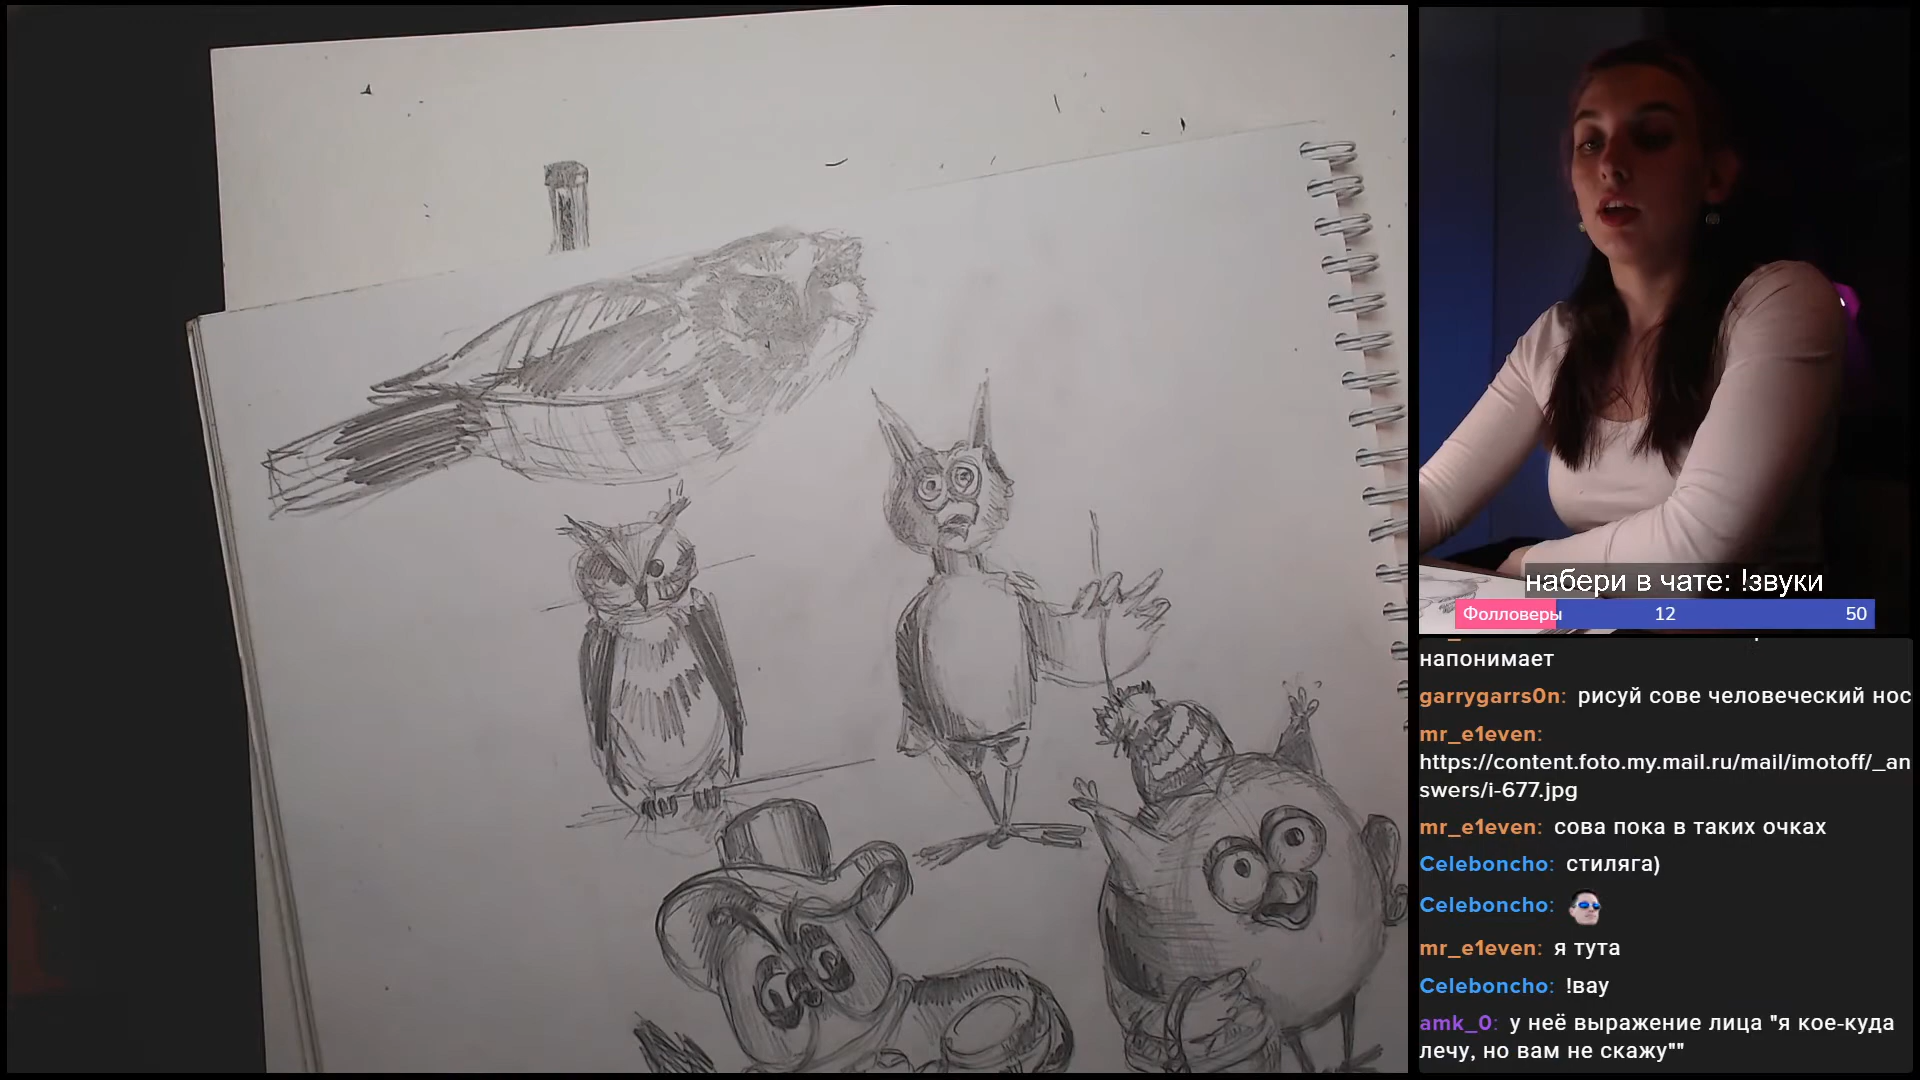 набери в чате: !звуки
Фолловеры 12 50
напонимает
garrygarrs0n: рисуй сове человеческий нос
mr_e1even:
https://content.foto.my.mail.ru/mail/imotoff/_an
swers/i-677.jpg
mr_e1even: сова пока в таких очках
Celeboncho: стиляга)
Celeboncho:
mr_e1even: я тута
Celeboncho: !вау
amk_0: у неё выражение лица "я кое-куда
лечу, но вам не скажу""